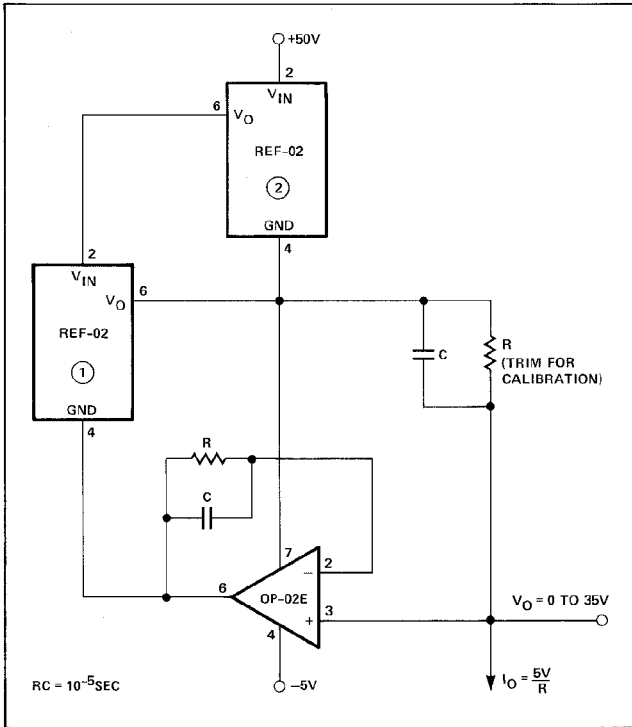 +50V
2
VIN
6
VO
REF-02
2
GND
4
2
VIN
6
VO
REF-02
1
GND
4
C
R
(TRIM FOR
CALIBRATION)
R
C
7
2
−
6
OP-02E
3
+
4
VO = 0 TO 35V
RC = 10-5SEC
−5V
IO = 5V
R